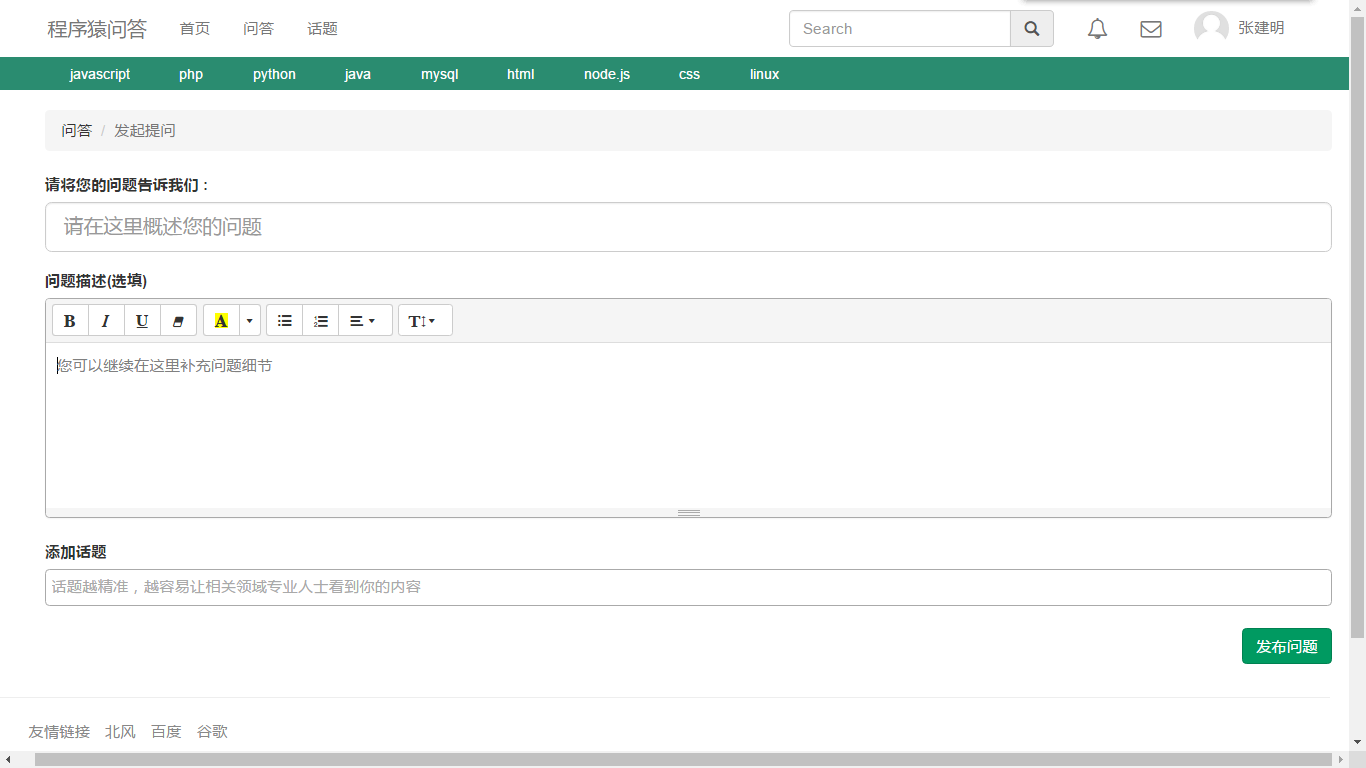 程序猿问答 首页 问答 话题 Search 张建明
javascript php python java mysql html node.js css linux
问答 / 发起提问
请将您的问题告诉我们：
请在这里概述您的问题
问题描述(选填)
B I U A T
您可以继续在这里补充问题细节
添加话题
话题越精准，越容易让相关领域专业人士看到你的内容
发布问题
友情链接 北风 百度 谷歌